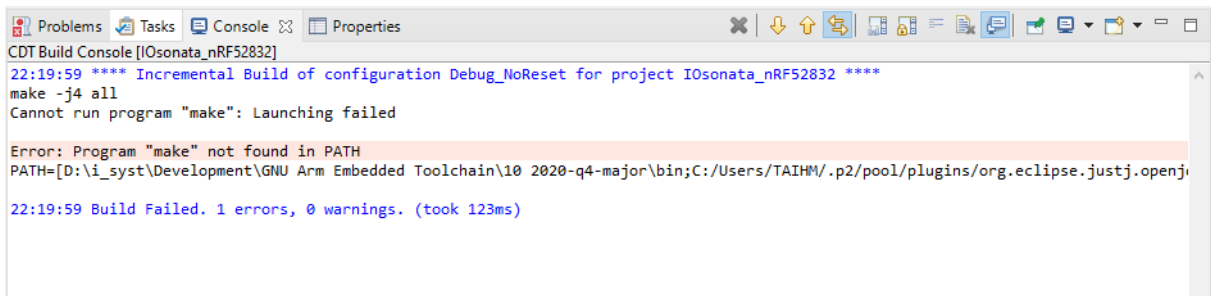 Problems Tasks Console Properties
CDT Build Console [IOsonata_nRF52832]
22:19:59 **** Incremental Build of configuration Debug_NoReset for project IOsonata_nRF52832 ****
make -j4 all
Cannot run program "make": Launching failed
Error: Program "make" not found in PATH
PATH=[D:\i_syst\Development\GNU Arm Embedded Toolchain\10 2020-q4-major\bin;C:/Users/TAIHM/.p2/pool/plugins/org.eclipse.justj.openj
22:19:59 Build Failed. 1 errors, 0 warnings. (took 123ms)